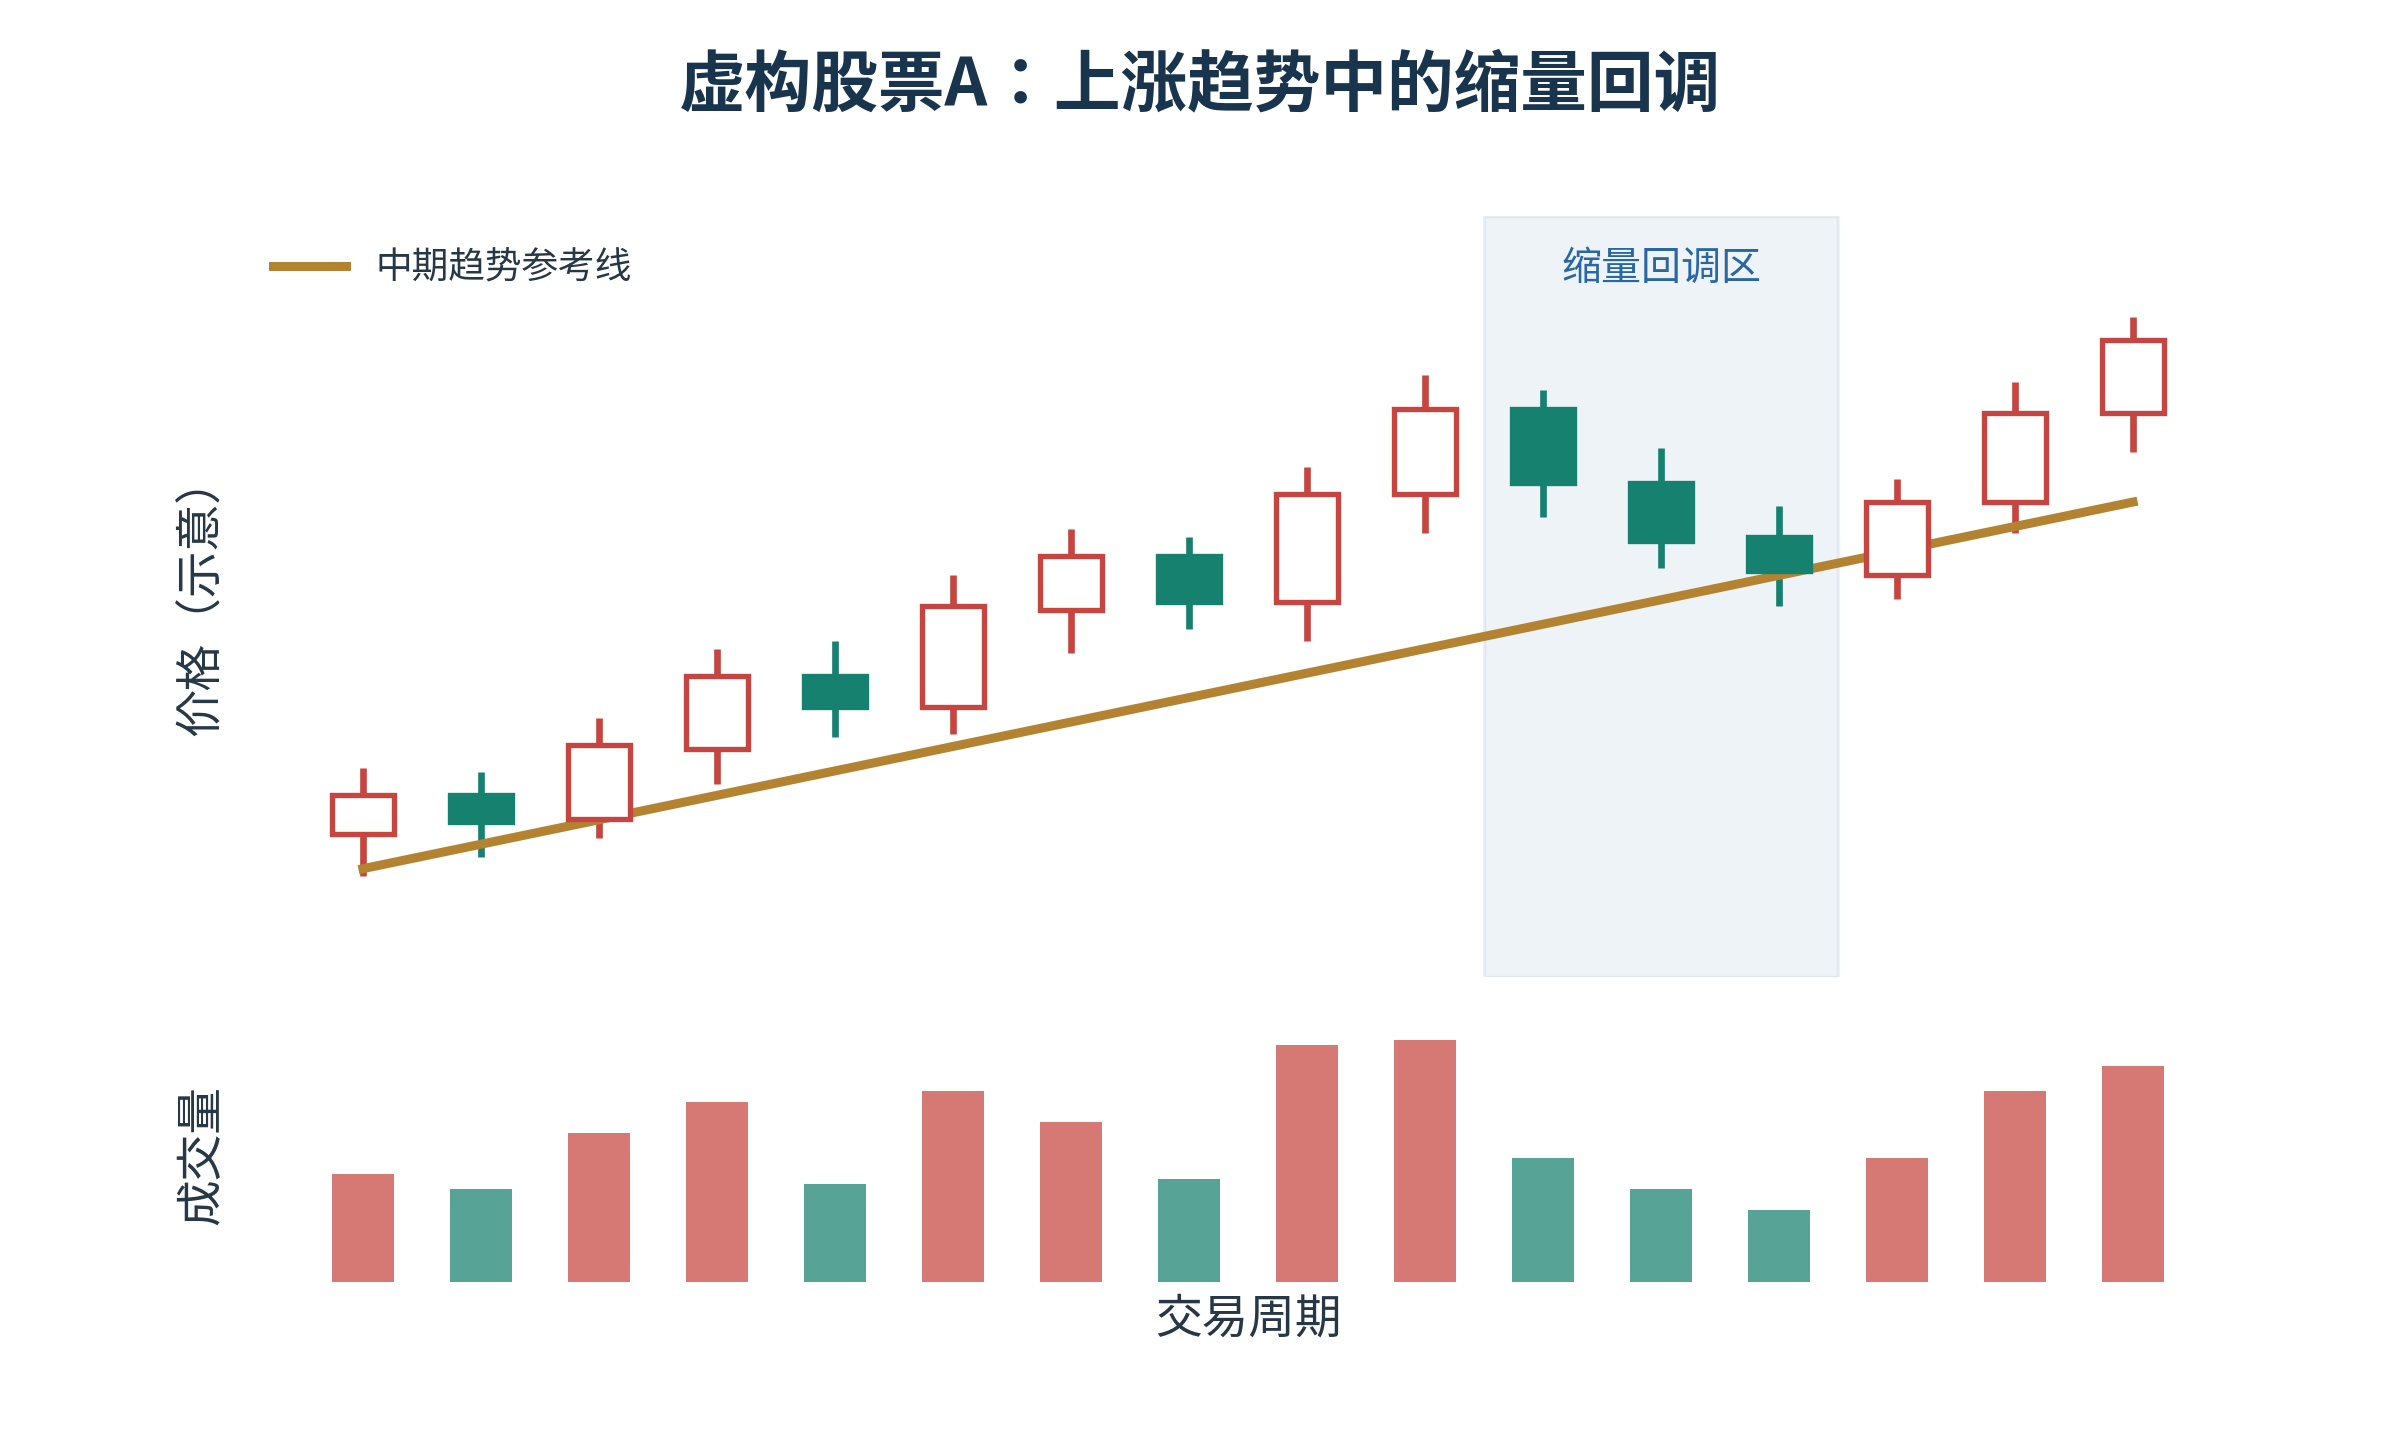 虚构股票A：上涨趋势中的缩量回调
中期趋势参考线
缩量回调区
价格（示意）
成交量
交易周期